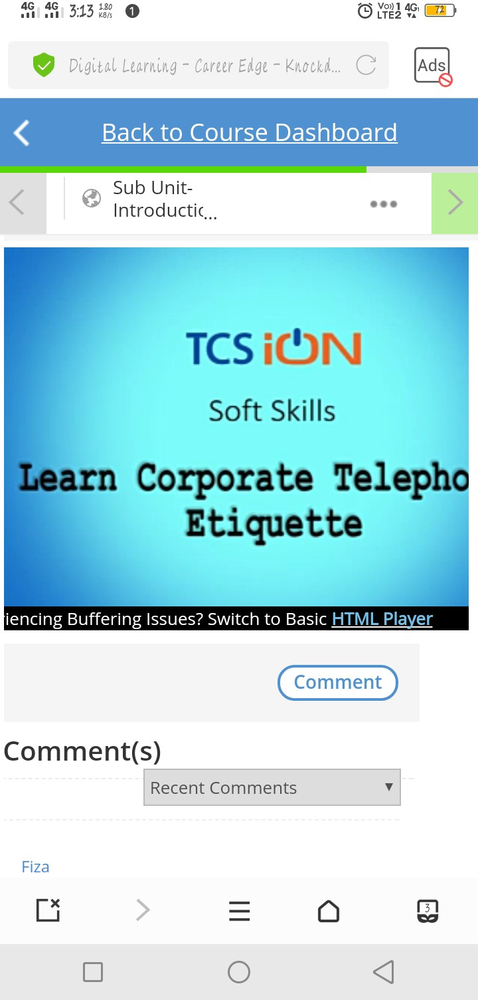 4G 4G 3:13 1.80 KB/s 1 Vo)) 1 LTE2 4G 72
Digital Learning - Career Edge - Knockd...
Ads
Back to Course Dashboard
Sub Unit-
Introductic...
TCS iON
Soft Skills
Learn Corporate Telepho
Etiquette
riencing Buffering Issues? Switch to Basic HTML Player
Comment
Comment(s)
Recent Comments
Fiza
3